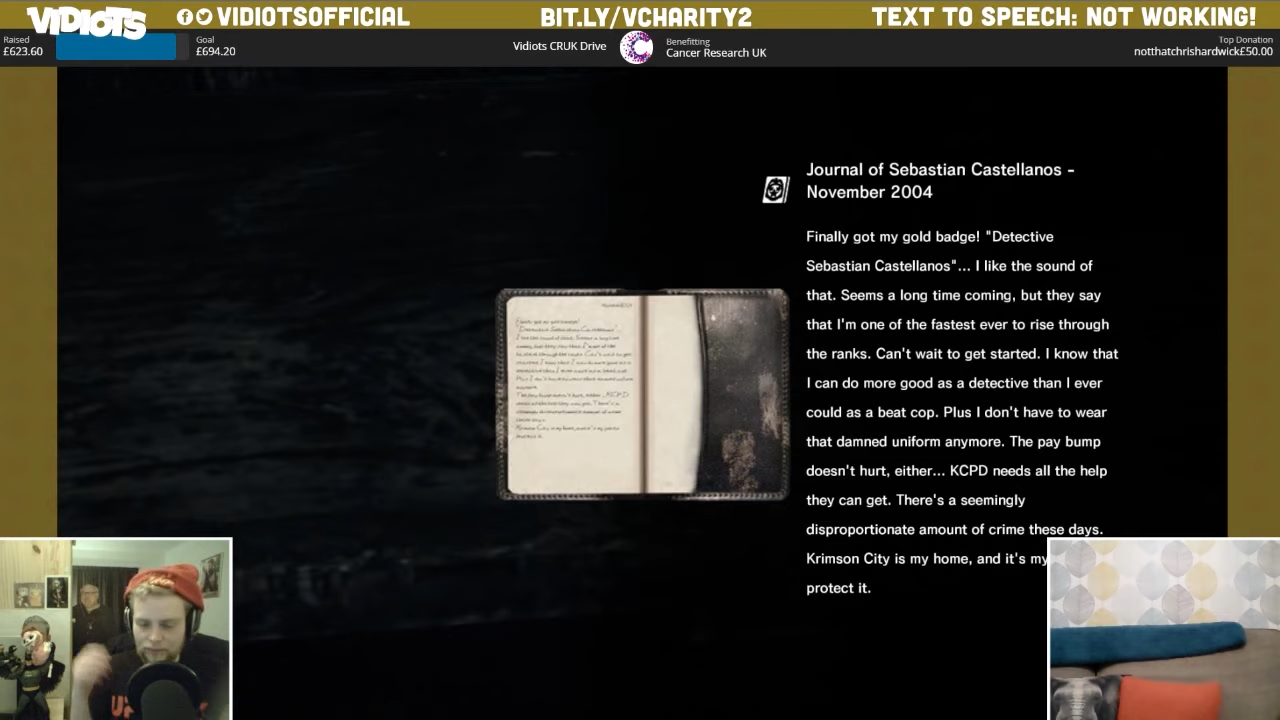 VIDIOTS
VIDIOTSOFFICIAL
BIT.LY/VCHARITY2
TEXT TO SPEECH: NOT WORKING!
Raised
£623.60
Goal
£694.20
Vidiots CRUK Drive
Benefitting
Cancer Research UK
Top Donation
notthatchrishardwick£50.00
Journal of Sebastian Castellanos -
November 2004
Finally got my gold badge! "Detective
Sebastian Castellanos"... I like the sound of
that. Seems a long time coming, but they say
that I'm one of the fastest ever to rise through
the ranks. Can't wait to get started. I know that
I can do more good as a detective than I ever
could as a beat cop. Plus I don't have to wear
that damned uniform anymore. The pay bump
doesn't hurt, either... KCPD needs all the help
they can get. There's a seemingly
disproportionate amount of crime these days.
Krimson City is my home, and it's my
protect it.